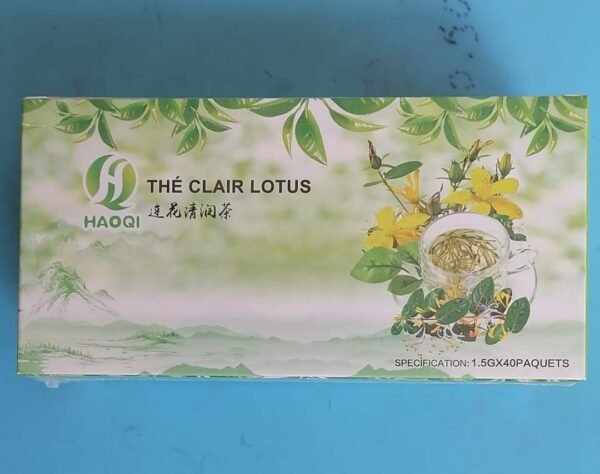 THÉ CLAIR LOTUS
HAOQI
莲花清润茶
SPECIFICATION: 1.5GX40PAQUETS